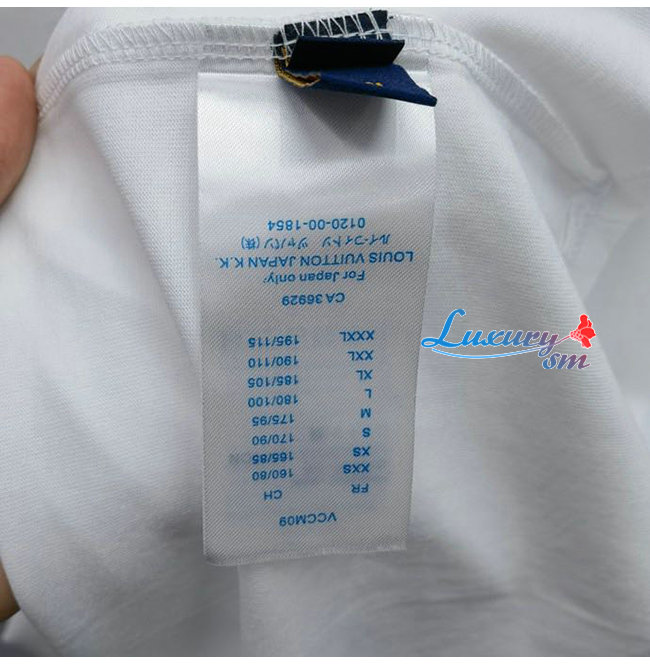 VCCM09
FR CH
XXS 160/80
XS 165/85
S 170/90
M 175/95
L 180/100
XL 185/105
XXL 190/110
XXXL 195/115
CA 36929
For Japan only:
LOUIS VUITTON JAPAN K.K.
ルイ・フィトン ヅャパン (株)
0120-00-1854
Luxury
sm